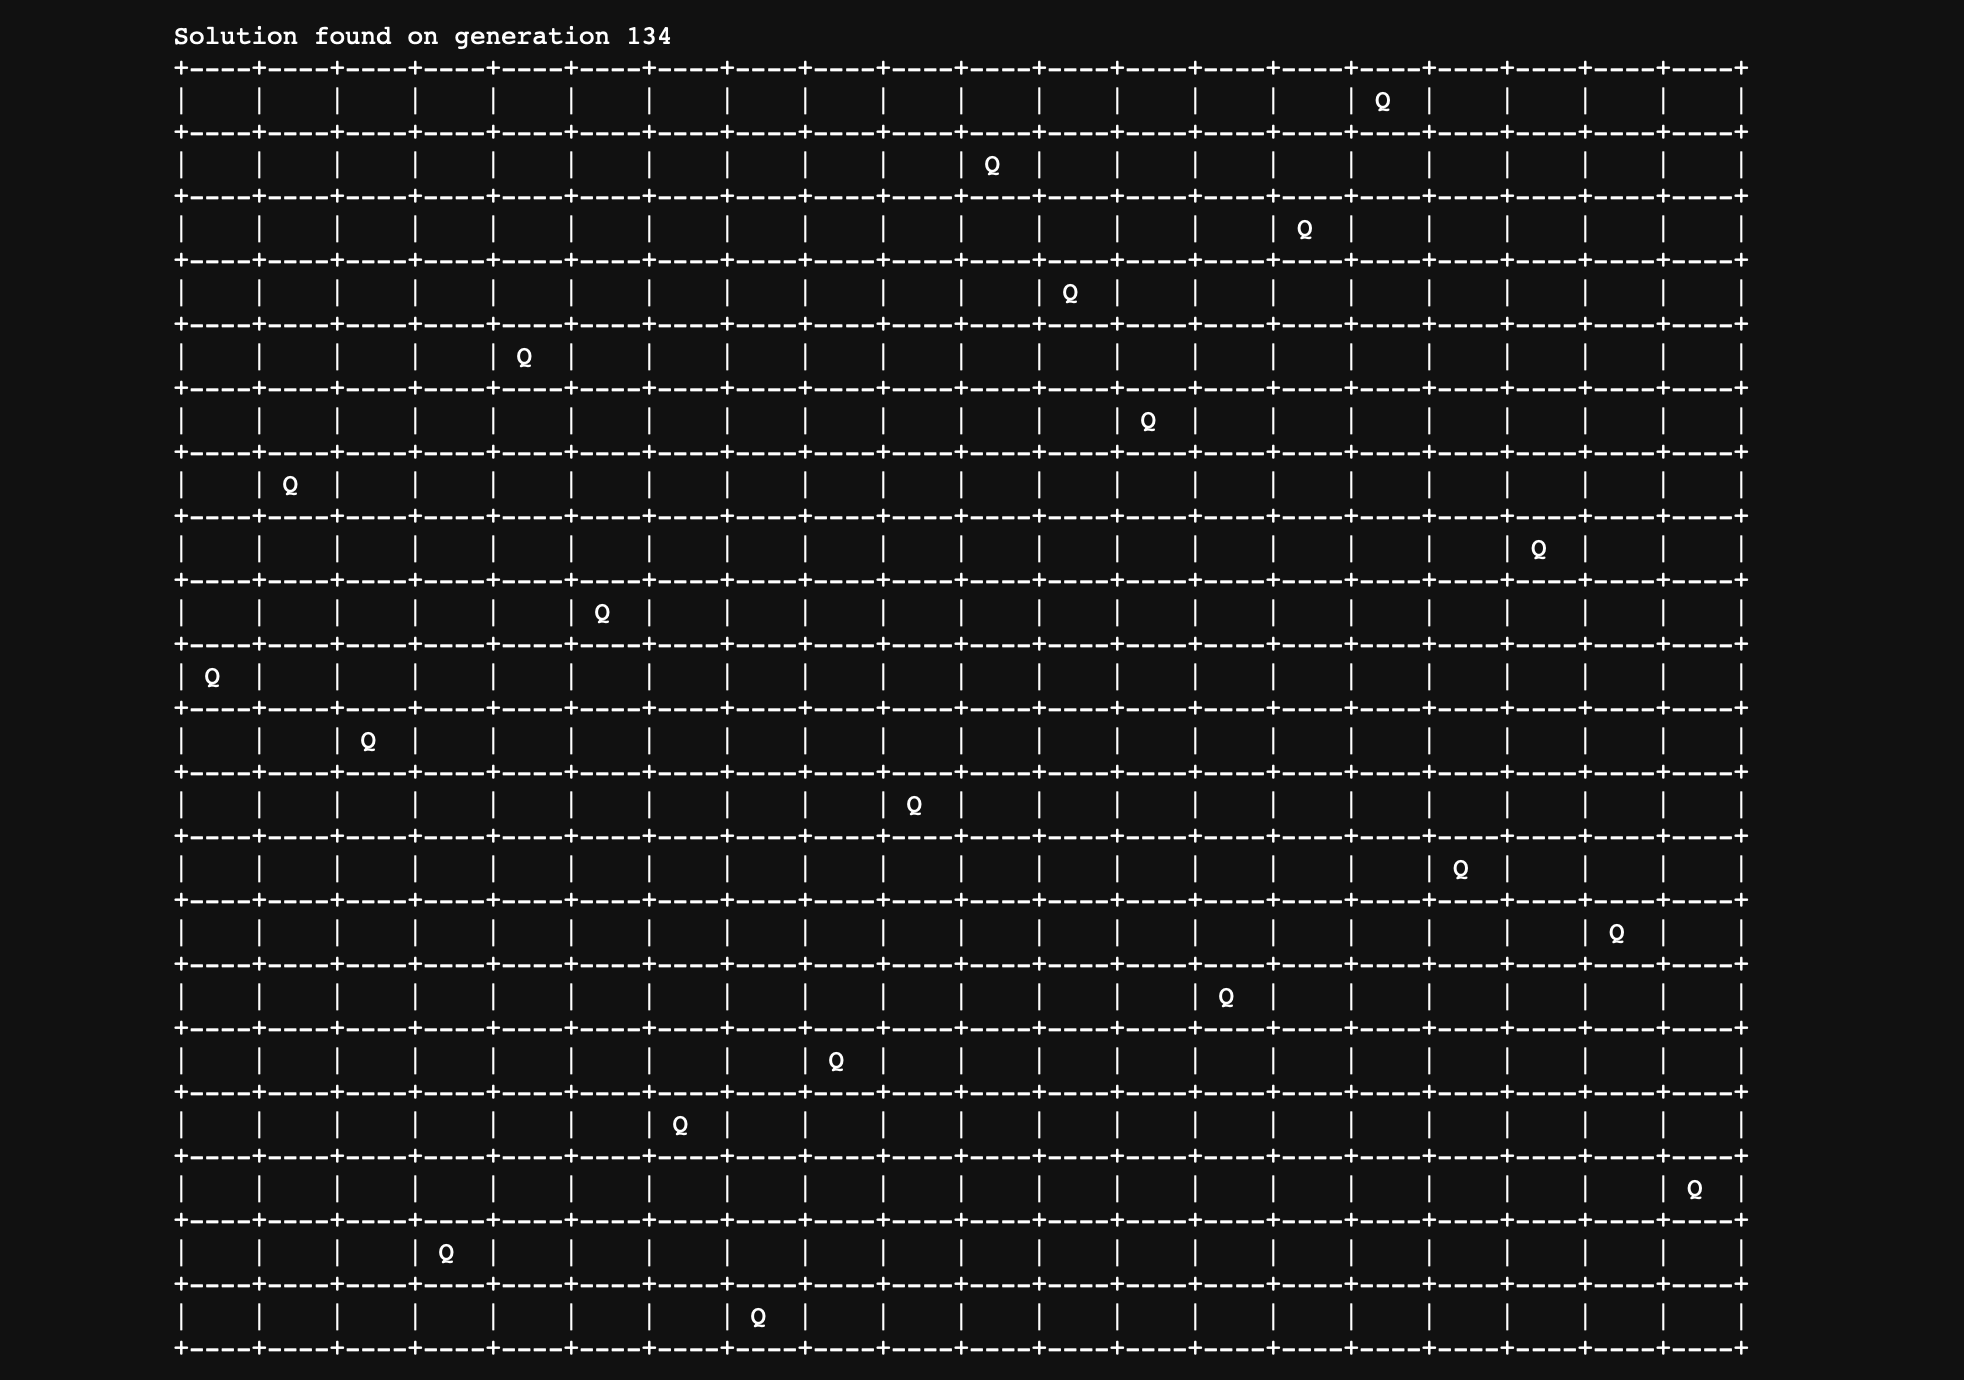 Solution found on generation 134
+----+----+----+----+----+----+----+----+----+----+----+----+----+----+----+----+----+----+----+----+
|    |    |    |    |    |    |    |    |    |    |    |    |    |    |    | Q  |    |    |    |    |
+----+----+----+----+----+----+----+----+----+----+----+----+----+----+----+----+----+----+----+----+
|    |    |    |    |    |    |    |    |    |    | Q  |    |    |    |    |    |    |    |    |    |
+----+----+----+----+----+----+----+----+----+----+----+----+----+----+----+----+----+----+----+----+
|    |    |    |    |    |    |    |    |    |    |    |    |    |    | Q  |    |    |    |    |    |
+----+----+----+----+----+----+----+----+----+----+----+----+----+----+----+----+----+----+----+----+
|    |    |    |    |    |    |    |    |    |    |    | Q  |    |    |    |    |    |    |    |    |
+----+----+----+----+----+----+----+----+----+----+----+----+----+----+----+----+----+----+----+----+
|    |    |    |    | Q  |    |    |    |    |    |    |    |    |    |    |    |    |    |    |    |
+----+----+----+----+----+----+----+----+----+----+----+----+----+----+----+----+----+----+----+----+
|    |    |    |    |    |    |    |    |    |    |    |    | Q  |    |    |    |    |    |    |    |
+----+----+----+----+----+----+----+----+----+----+----+----+----+----+----+----+----+----+----+----+
|    | Q  |    |    |    |    |    |    |    |    |    |    |    |    |    |    |    |    |    |    |
+----+----+----+----+----+----+----+----+----+----+----+----+----+----+----+----+----+----+----+----+
|    |    |    |    |    |    |    |    |    |    |    |    |    |    |    |    |    | Q  |    |    |
+----+----+----+----+----+----+----+----+----+----+----+----+----+----+----+----+----+----+----+----+
|    |    |    |    |    | Q  |    |    |    |    |    |    |    |    |    |    |    |    |    |    |
+----+----+----+----+----+----+----+----+----+----+----+----+----+----+----+----+----+----+----+----+
| Q  |    |    |    |    |    |    |    |    |    |    |    |    |    |    |    |    |    |    |    |
+----+----+----+----+----+----+----+----+----+----+----+----+----+----+----+----+----+----+----+----+
|    |    | Q  |    |    |    |    |    |    |    |    |    |    |    |    |    |    |    |    |    |
+----+----+----+----+----+----+----+----+----+----+----+----+----+----+----+----+----+----+----+----+
|    |    |    |    |    |    |    |    |    | Q  |    |    |    |    |    |    |    |    |    |    |
+----+----+----+----+----+----+----+----+----+----+----+----+----+----+----+----+----+----+----+----+
|    |    |    |    |    |    |    |    |    |    |    |    |    |    |    |    | Q  |    |    |    |
+----+----+----+----+----+----+----+----+----+----+----+----+----+----+----+----+----+----+----+----+
|    |    |    |    |    |    |    |    |    |    |    |    |    |    |    |    |    |    | Q  |    |
+----+----+----+----+----+----+----+----+----+----+----+----+----+----+----+----+----+----+----+----+
|    |    |    |    |    |    |    |    |    |    |    |    |    | Q  |    |    |    |    |    |    |
+----+----+----+----+----+----+----+----+----+----+----+----+----+----+----+----+----+----+----+----+
|    |    |    |    |    |    |    |    | Q  |    |    |    |    |    |    |    |    |    |    |    |
+----+----+----+----+----+----+----+----+----+----+----+----+----+----+----+----+----+----+----+----+
|    |    |    |    |    |    | Q  |    |    |    |    |    |    |    |    |    |    |    |    |    |
+----+----+----+----+----+----+----+----+----+----+----+----+----+----+----+----+----+----+----+----+
|    |    |    |    |    |    |    |    |    |    |    |    |    |    |    |    |    |    |    | Q  |
+----+----+----+----+----+----+----+----+----+----+----+----+----+----+----+----+----+----+----+----+
|    |    |    | Q  |    |    |    |    |    |    |    |    |    |    |    |    |    |    |    |    |
+----+----+----+----+----+----+----+----+----+----+----+----+----+----+----+----+----+----+----+----+
|    |    |    |    |    |    |    | Q  |    |    |    |    |    |    |    |    |    |    |    |    |
+----+----+----+----+----+----+----+----+----+----+----+----+----+----+----+----+----+----+----+----+